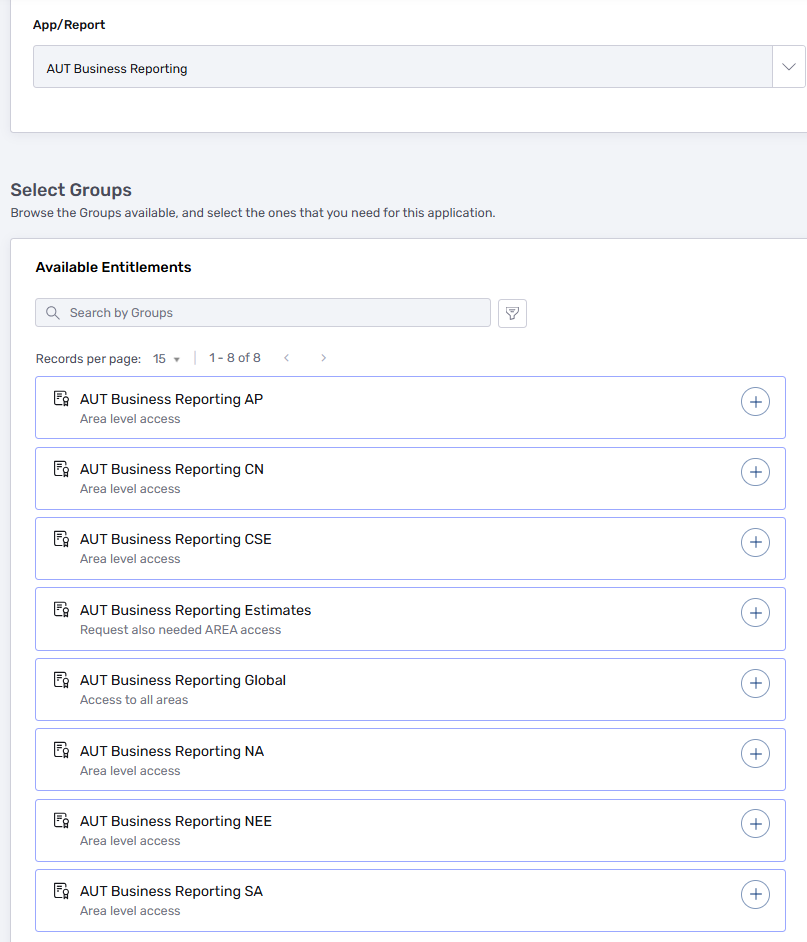 App/Report
AUT Business Reporting
Select Groups
Browse the Groups available, and select the ones that you need for this application.
Available Entitlements
Search by Groups
Records per page: 15 | 1 - 8 of 8
AUT Business Reporting AP
Area level access
AUT Business Reporting CN
Area level access
AUT Business Reporting CSE
Area level access
AUT Business Reporting Estimates
Request also needed AREA access
AUT Business Reporting Global
Access to all areas
AUT Business Reporting NA
Area level access
AUT Business Reporting NEE
Area level access
AUT Business Reporting SA
Area level access